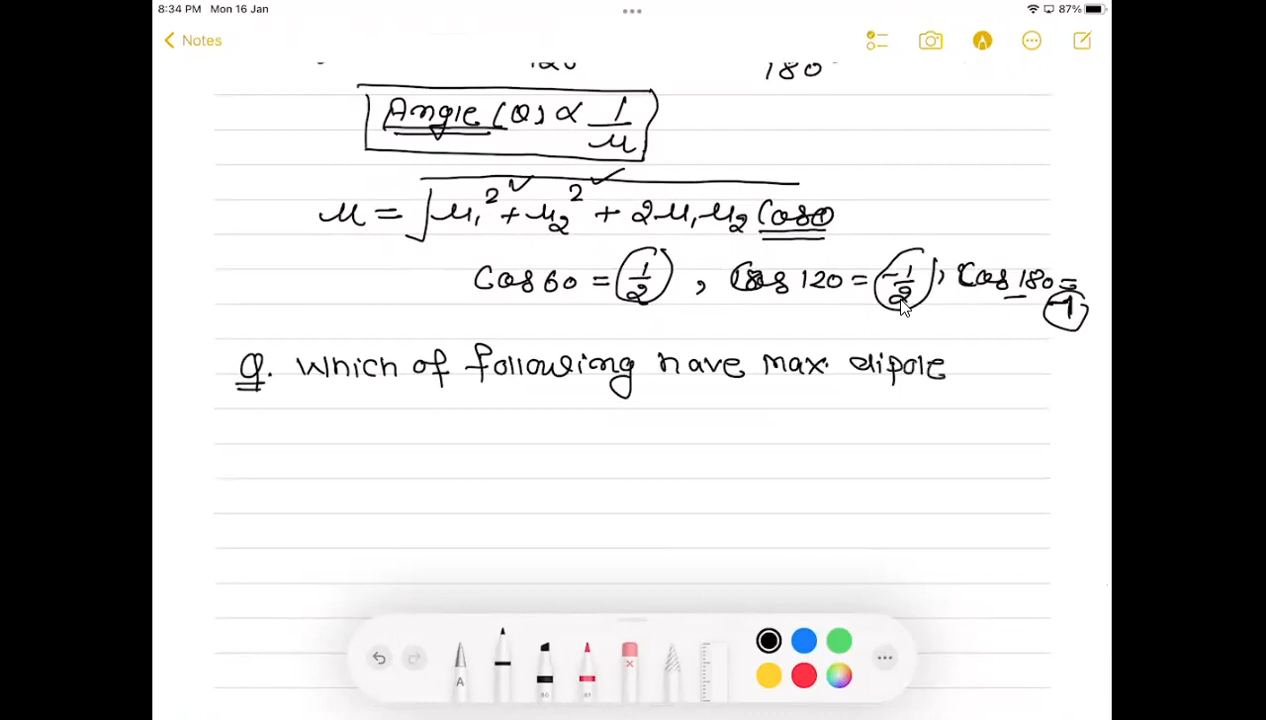 8:34 PM Mon 16 Jan
87%
Notes
120 180
Angle (θ) ∝ 1/μ
μ = √μ₁² + μ₂² + 2μ₁μ₂ Cosθ
Cos 60 = 1/2 , Cos 120 = -1/2 , Cos 180 = -1
Q. Which of following have max. dipole
A
80